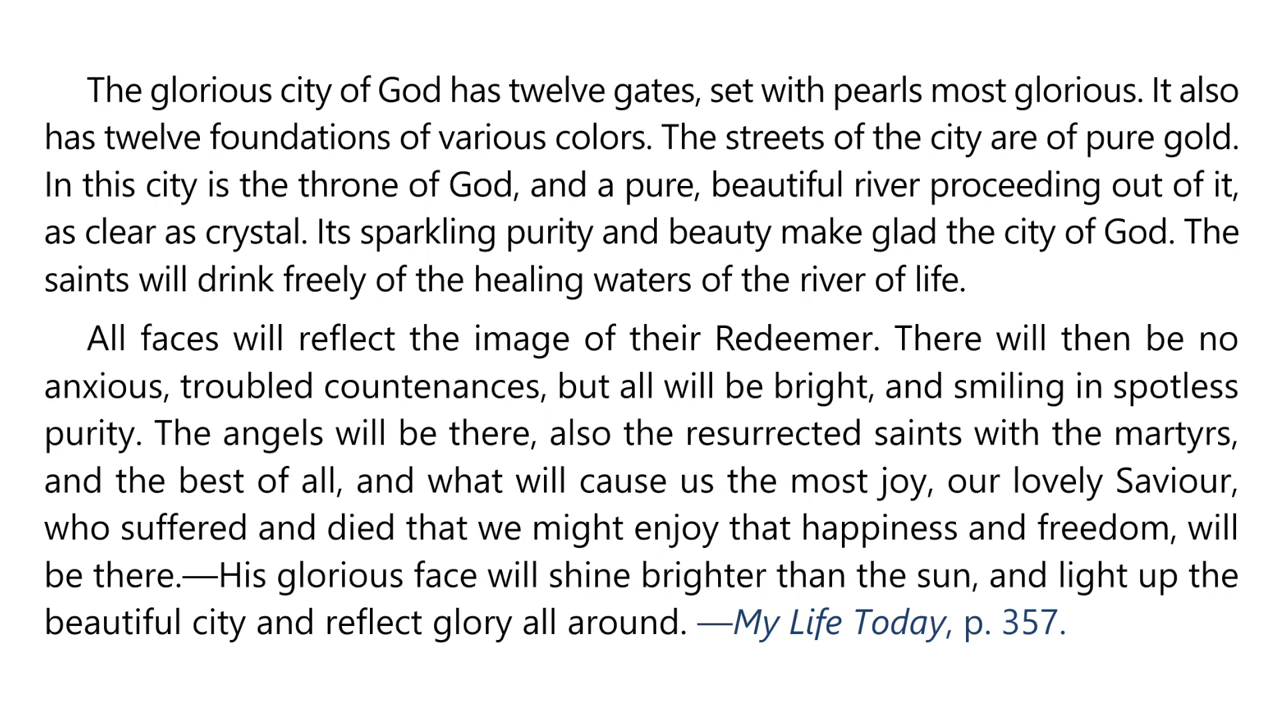 The glorious city of God has twelve gates, set with pearls most glorious. It also
has twelve foundations of various colors. The streets of the city are of pure gold.
In this city is the throne of God, and a pure, beautiful river proceeding out of it,
as clear as crystal. Its sparkling purity and beauty make glad the city of God. The
saints will drink freely of the healing waters of the river of life.
All faces will reflect the image of their Redeemer. There will then be no
anxious, troubled countenances, but all will be bright, and smiling in spotless
purity. The angels will be there, also the resurrected saints with the martyrs,
and the best of all, and what will cause us the most joy, our lovely Saviour,
who suffered and died that we might enjoy that happiness and freedom, will
be there.—His glorious face will shine brighter than the sun, and light up the
beautiful city and reflect glory all around. —My Life Today, p. 357.